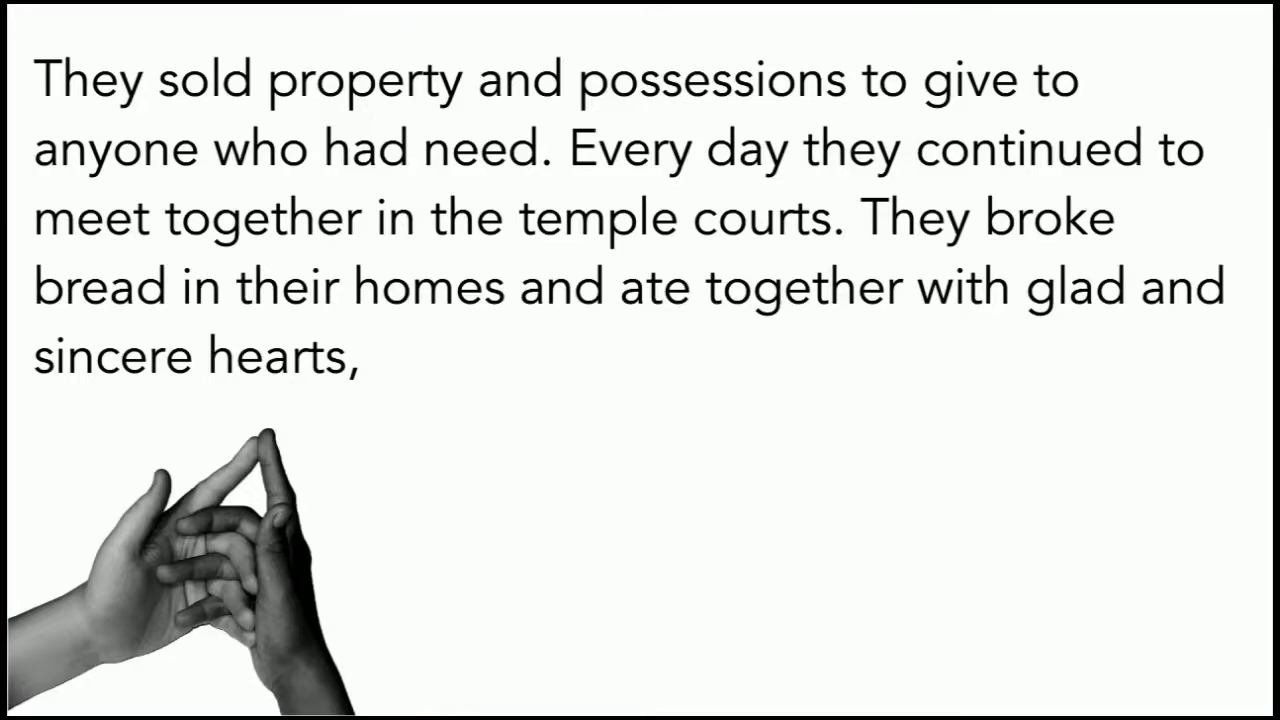 They sold property and possessions to give to
anyone who had need. Every day they continued to
meet together in the temple courts. They broke
bread in their homes and ate together with glad and
sincere hearts,